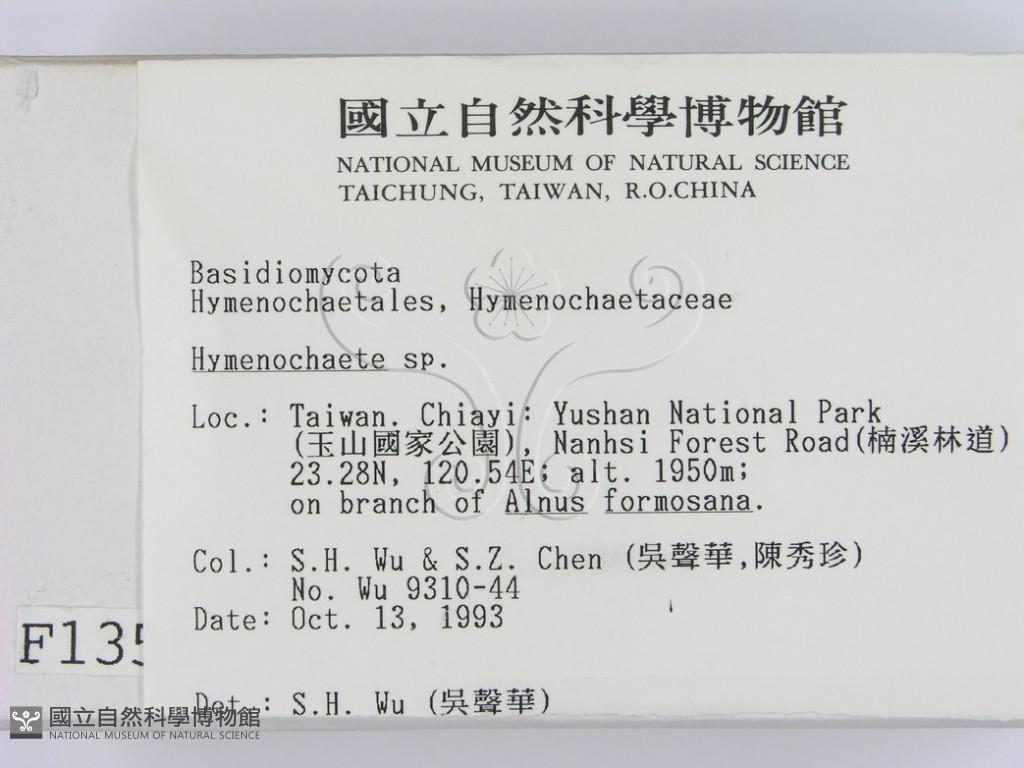 國立自然科學博物館
NATIONAL MUSEUM OF NATURAL SCIENCE
TAICHUNG, TAIWAN, R.O.CHINA
Basidiomycota
Hymenochaetales, Hymenochaetaceae
Hymenochaete sp.
Loc.: Taiwan. Chiayi: Yushan National Park
(玉山國家公園), Nanhsi Forest Road(楠溪林道)
23.28N, 120.54E; alt. 1950m;
on branch of Alnus formosana.
Col.: S.H. Wu & S.Z. Chen (吳聲華,陳秀珍)
No. Wu 9310-44
Date: Oct. 13, 1993
F135
Det.: S.H. Wu (吳聲華)
國立自然科學博物館
NATIONAL MUSEUM OF NATURAL SCIENCE